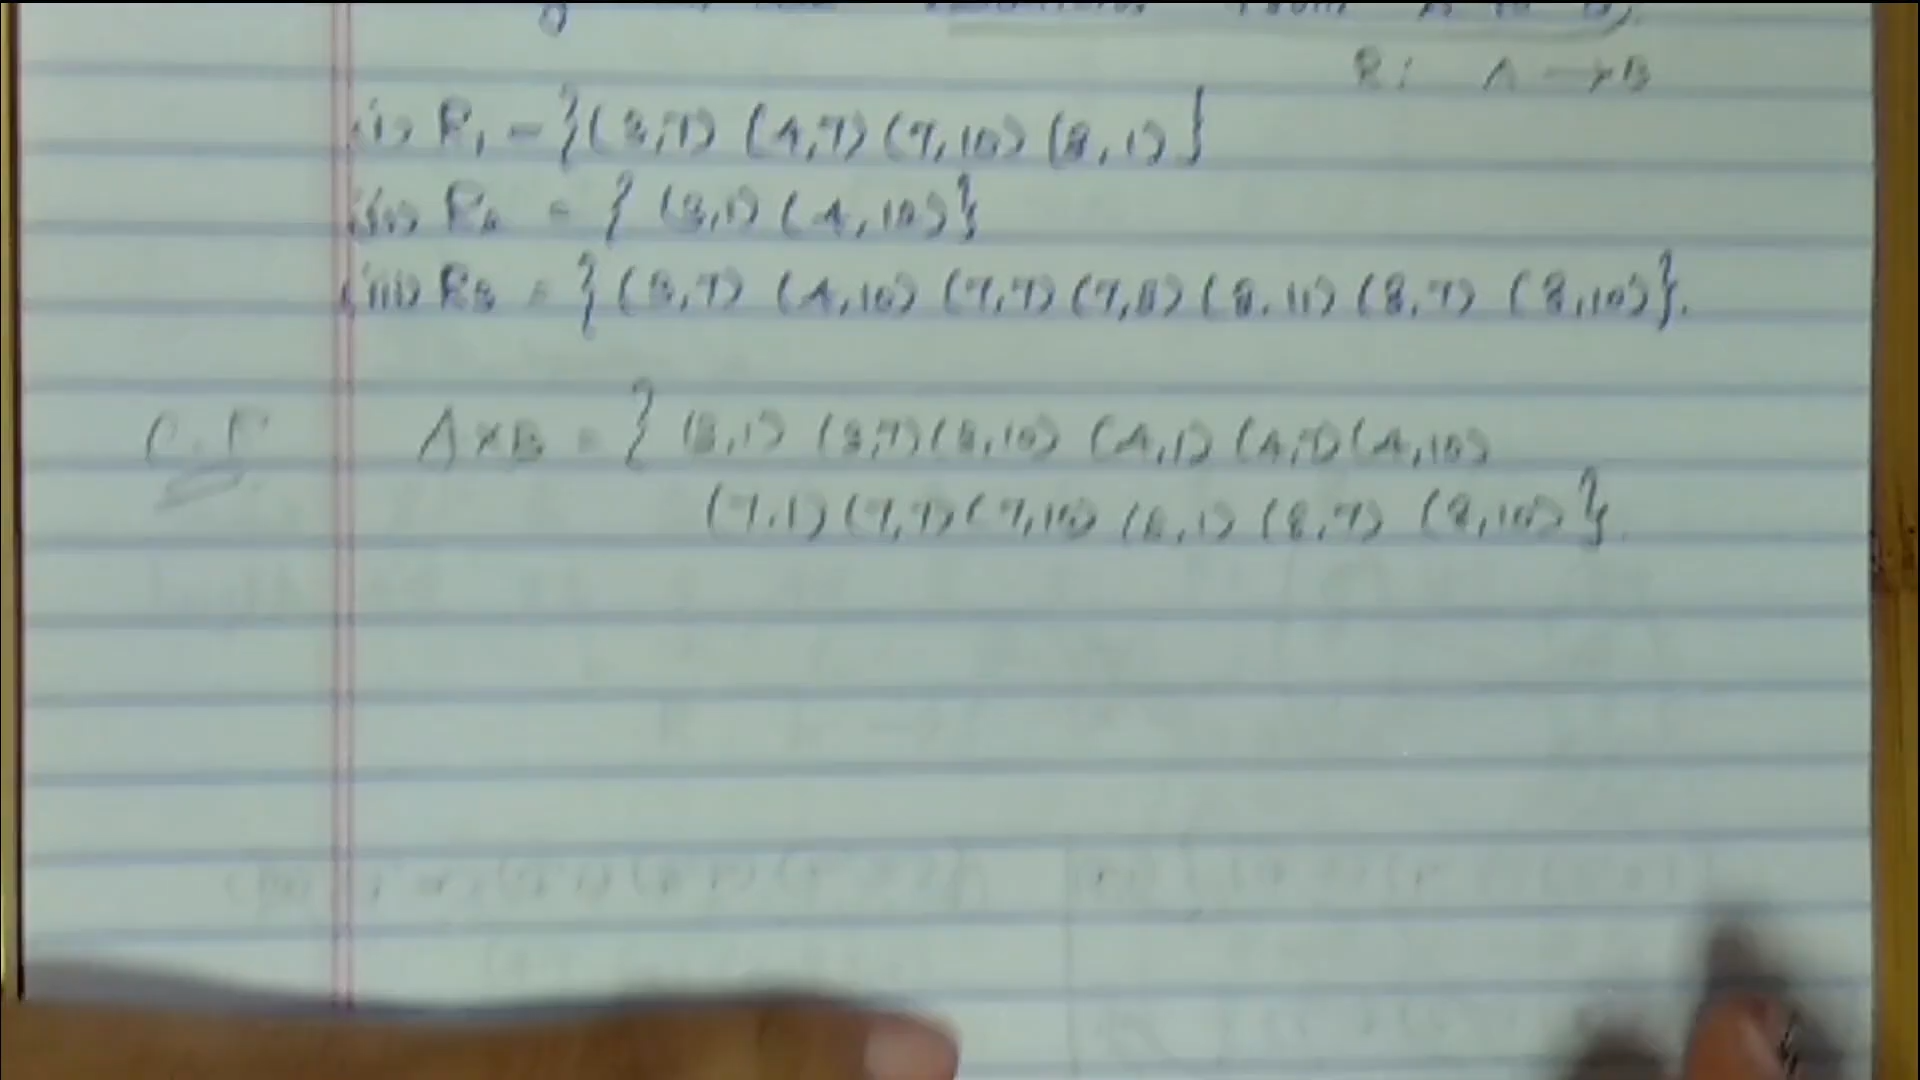 R: A → B
(i) R₁ = {(3,7) (4,7) (7,10) (8,1)}
(ii) R₂ = { (3,1) (4,10)}
(iii) R₃ = { (3,7) (4,10) (7,7) (7,8) (8,11) (8,7) (8,10)}.
C.P A×B = { (3,1) (3,7) (3,10) (4,1) (4,7) (4,10)
(7,1) (7,7) (7,10) (8,1) (8,7) (8,10) }.